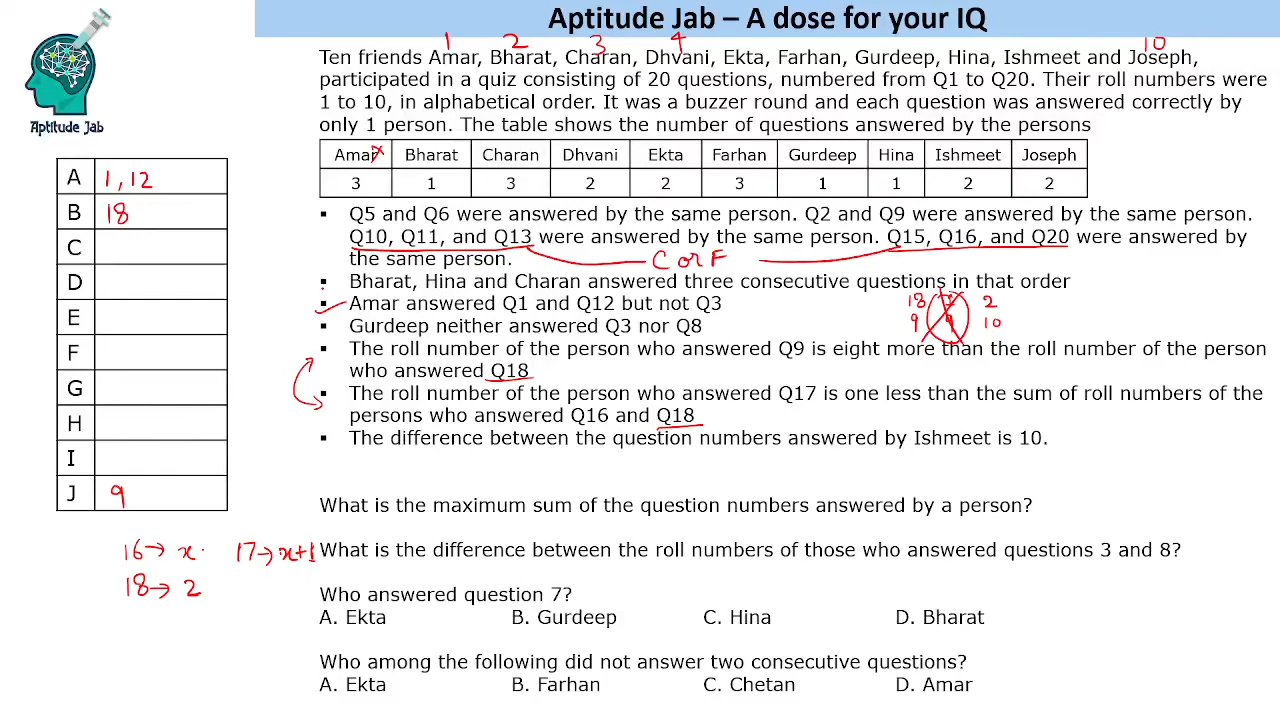 Aptitude Jab – A dose for your IQ
Aptitude Jab
1 2 3 4 10
Ten friends Amar, Bharat, Charan, Dhvani, Ekta, Farhan, Gurdeep, Hina, Ishmeet and Joseph,
participated in a quiz consisting of 20 questions, numbered from Q1 to Q20. Their roll numbers were
1 to 10, in alphabetical order. It was a buzzer round and each question was answered correctly by
only 1 person. The table shows the number of questions answered by the persons
Amar Bharat Charan Dhvani Ekta Farhan Gurdeep Hina Ishmeet Joseph
3 1 3 2 2 3 1 1 2 2
A 1, 12
B 18
C
D
E
F
G
H
I
J 9
▪ Q5 and Q6 were answered by the same person. Q2 and Q9 were answered by the same person.
Q10, Q11, and Q13 were answered by the same person. Q15, Q16, and Q20 were answered by
the same person. C or F
▪ Bharat, Hina and Charan answered three consecutive questions in that order
▪ Amar answered Q1 and Q12 but not Q3
18 1 2
9 9 10
▪ Gurdeep neither answered Q3 nor Q8
▪ The roll number of the person who answered Q9 is eight more than the roll number of the person
who answered Q18
▪ The roll number of the person who answered Q17 is one less than the sum of roll numbers of the
persons who answered Q16 and Q18
▪ The difference between the question numbers answered by Ishmeet is 10.
What is the maximum sum of the question numbers answered by a person?
16→ x. 17→ x+1
What is the difference between the roll numbers of those who answered questions 3 and 8?
18→ 2
Who answered question 7?
A. Ekta B. Gurdeep C. Hina D. Bharat
Who among the following did not answer two consecutive questions?
A. Ekta B. Farhan C. Chetan D. Amar